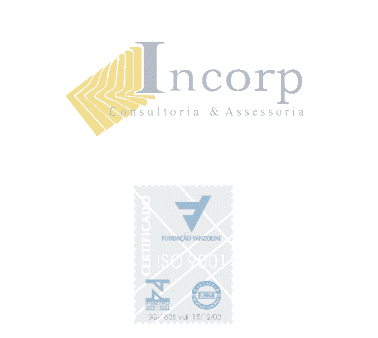 Incorp
Consultoria & Assessoria
CERTIFICADO
FUNDAÇÃO VANZOLINI
ISO 9001